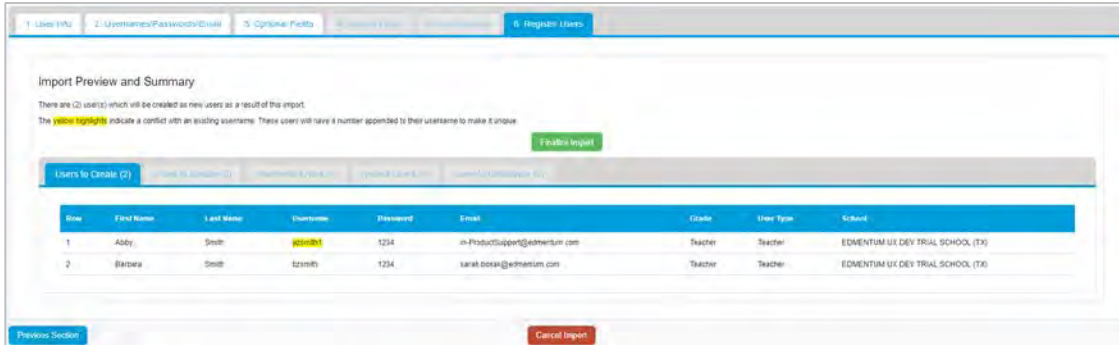 1. User Info 2. Usernames/Passwords/Email 3. Optional Fields 6. Register Users
Import Preview and Summary
There are (2) user(s) which will be created as new users as a result of this import.
The yellow highlights indicate a conflict with an existing username. These users will have a number appended to their username to make it unique.
Finalize Import
Users to Create (2)
Row First Name Last Name Username Password Email Grade User Type School
1 Abby Smith 1234 m-ProductSupport@edmentum.com Teacher Teacher EDMENTUM UX DEV TRIAL SCHOOL (TX)
2 Barbara Smith bzsmith 1234 Teacher Teacher EDMENTUM UX DEV TRIAL SCHOOL (TX)
Previous Section Cancel Import